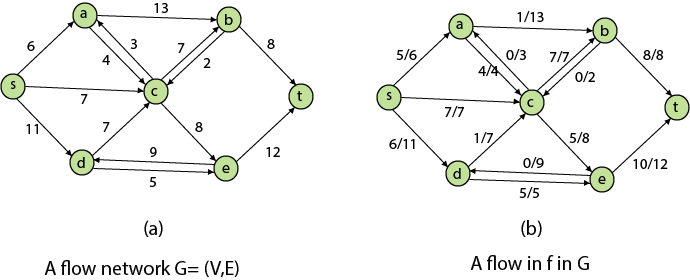 a
13
b
6
3
4
7
2
8
s
7
c
t
11
7
8
12
d
9
5
e
(a)
A flow network G= (V,E)
a
1/13
b
5/6
0/3
4/4
7/7
0/2
8/8
s
7/7
c
t
6/11
1/7
5/8
10/12
d
0/9
5/5
e
(b)
A flow in f in G